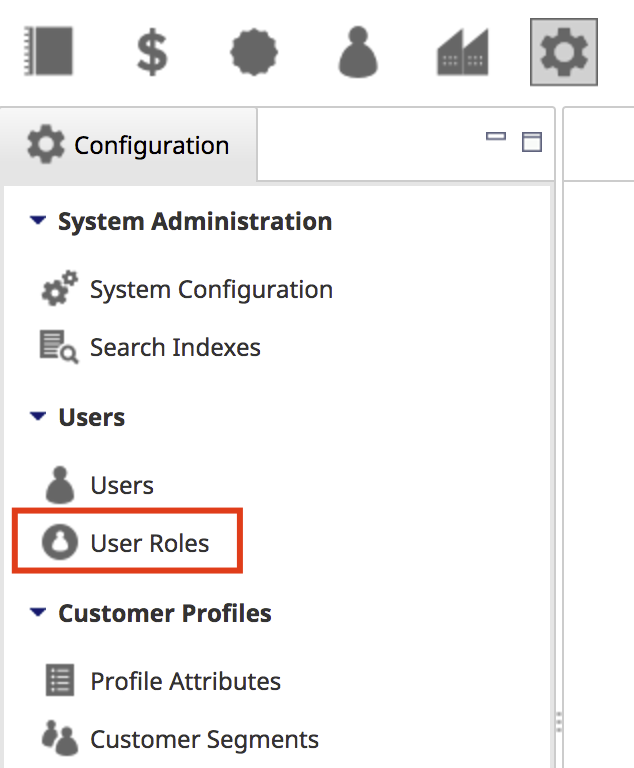 Configuration
System Administration
System Configuration
Search Indexes
Users
Users
User Roles
Customer Profiles
Profile Attributes
Customer Segments